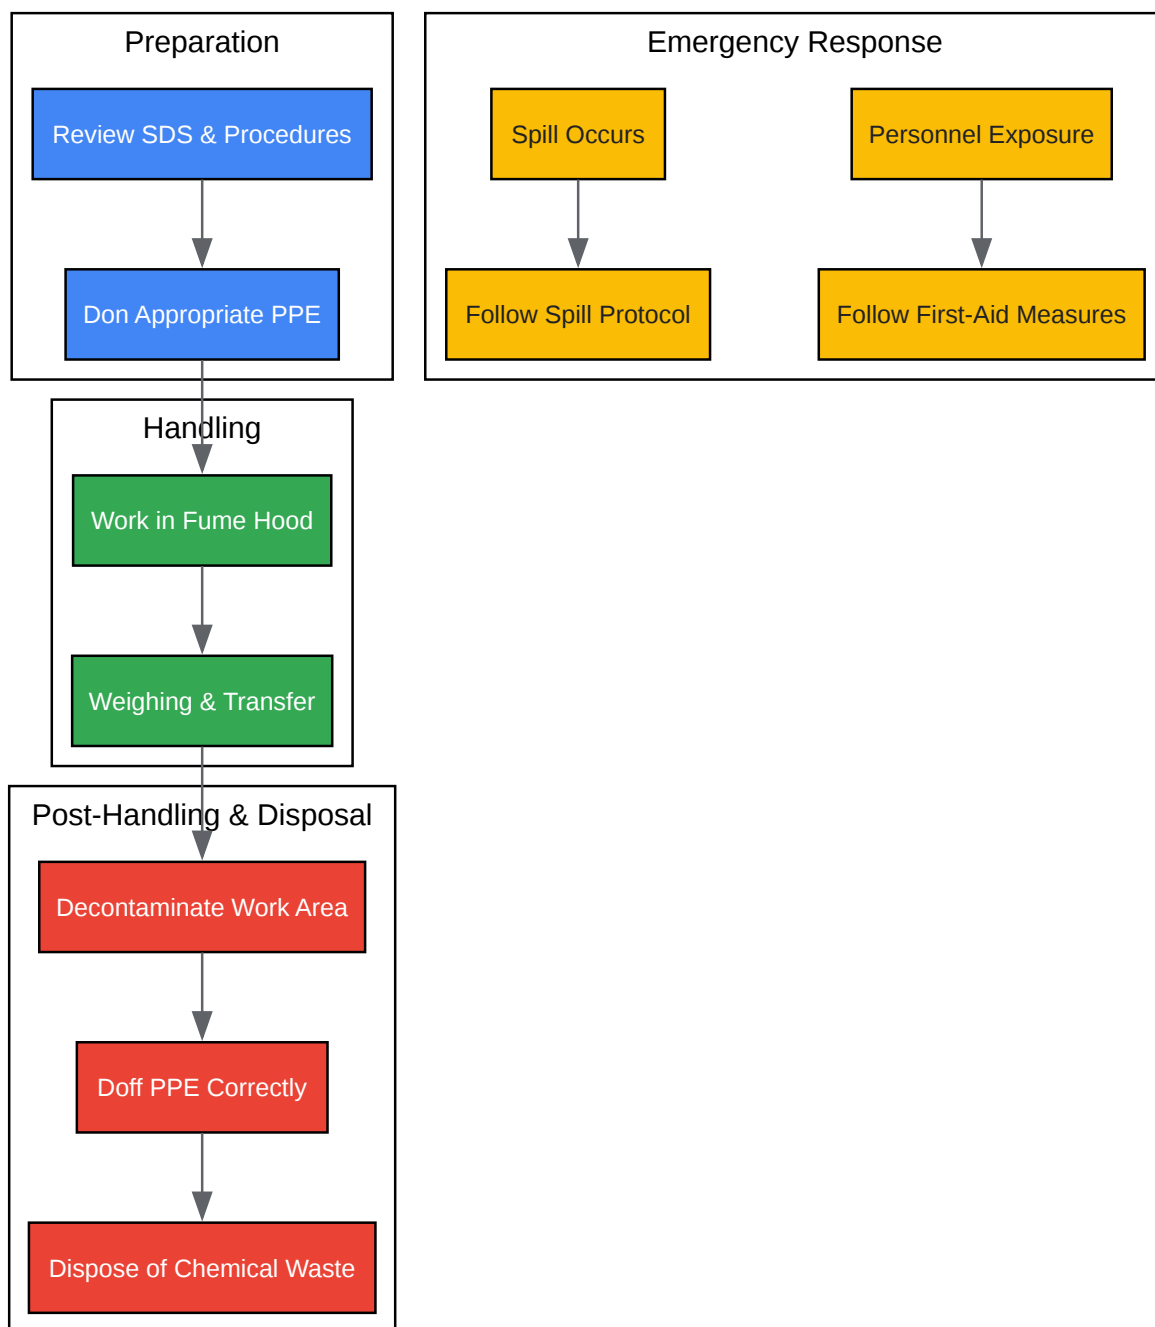 Preparation
Review SDS & Procedures
Don Appropriate PPE
Handling
Work in Fume Hood
Weighing & Transfer
Post-Handling & Disposal
Decontaminate Work Area
Doff PPE Correctly
Dispose of Chemical Waste
Emergency Response
Spill Occurs
Follow Spill Protocol
Personnel Exposure
Follow First-Aid Measures